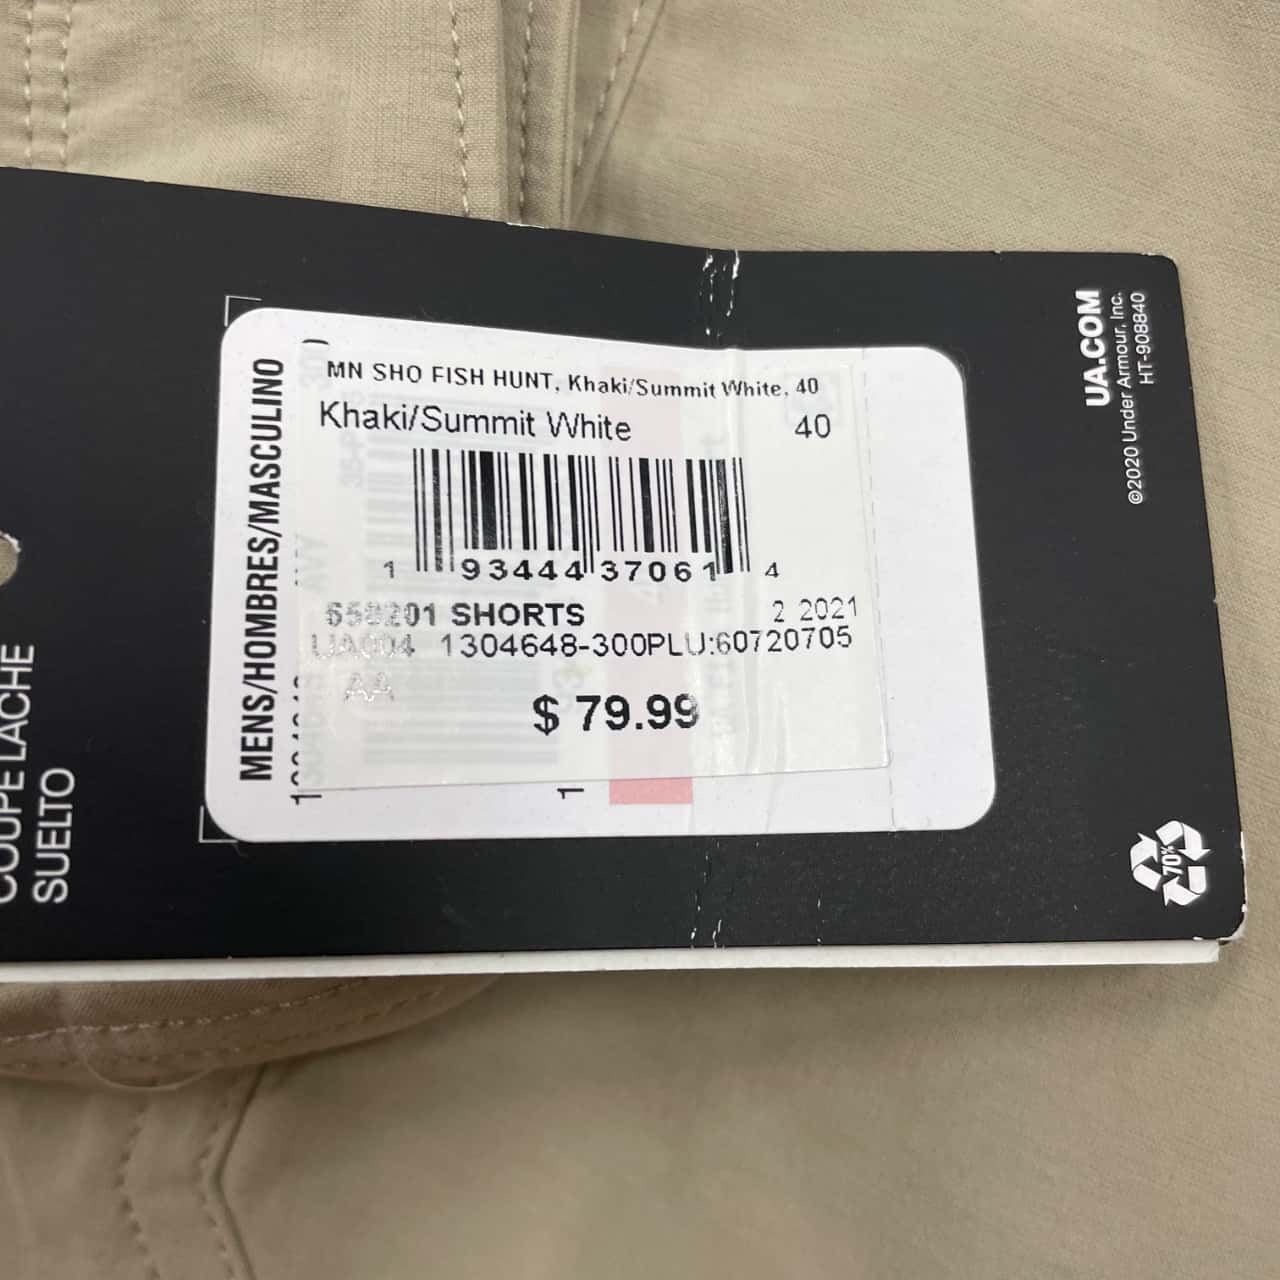 MN SHO FISH HUNT, Khaki/Summit White, 40
Khaki/Summit White 40
1 93444 37061 4
SHORTS 2 2021
UA004 1304648-300PLU:60720705
AA
$ 79.99
MENS/HOMBRES/MASCULINO
COUPE LACHE
SUELTO
UA.COM
©2020 Under Armour, Inc.
HT-908840
70%